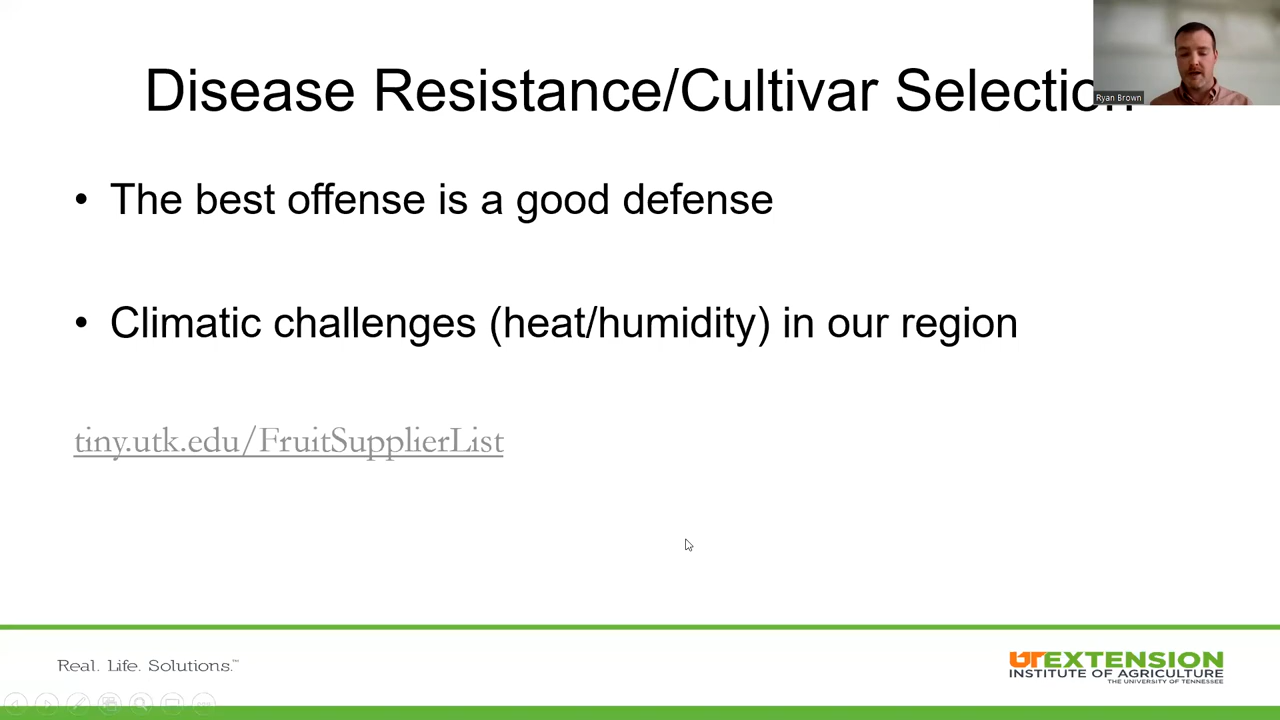 Disease Resistance/Cultivar Selection
Ryan Brown
• The best offense is a good defense
• Climatic challenges (heat/humidity) in our region
tiny.utk.edu/FruitSupplierList
Real. Life. Solutions.™
UTEXTENSION
INSTITUTE OF AGRICULTURE
THE UNIVERSITY OF TENNESSEE